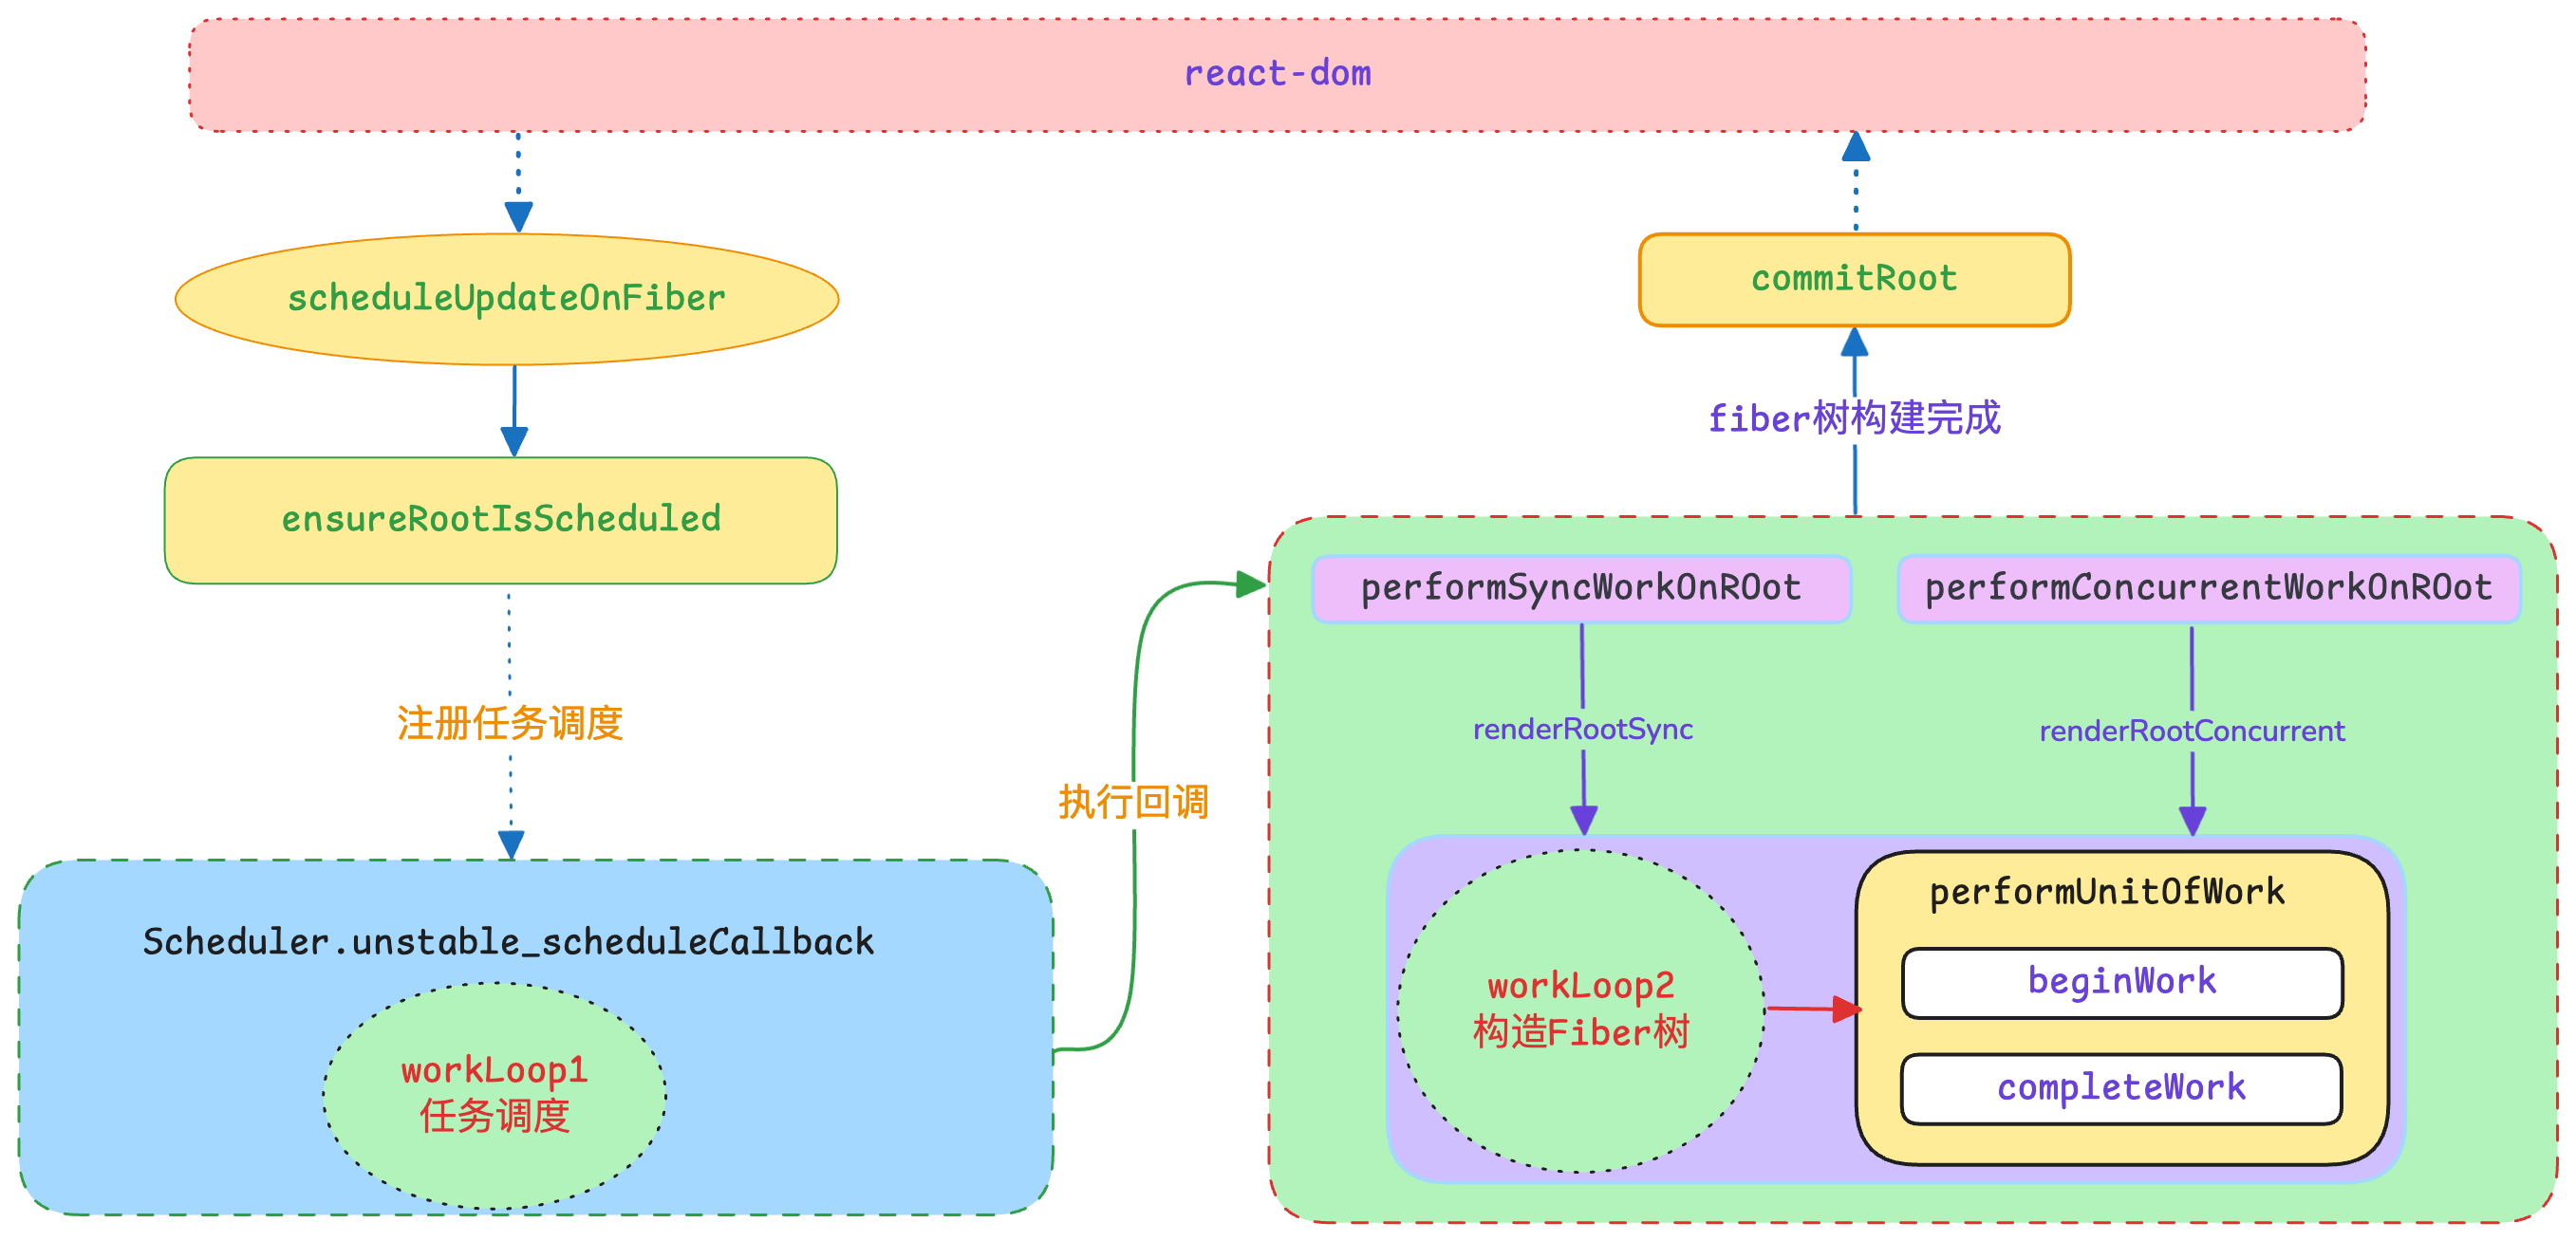 react-dom
scheduleUpdateOnFiber
commitRoot
fiber树构建完成
ensureRootIsScheduled
performSyncWorkOnROot
performConcurrentWorkOnROot
注册任务调度
renderRootSync
renderRootConcurrent
执行回调
Scheduler.unstable_scheduleCallback
workLoop1
任务调度
workLoop2
构造Fiber树
performUnitOfWork
beginWork
completeWork